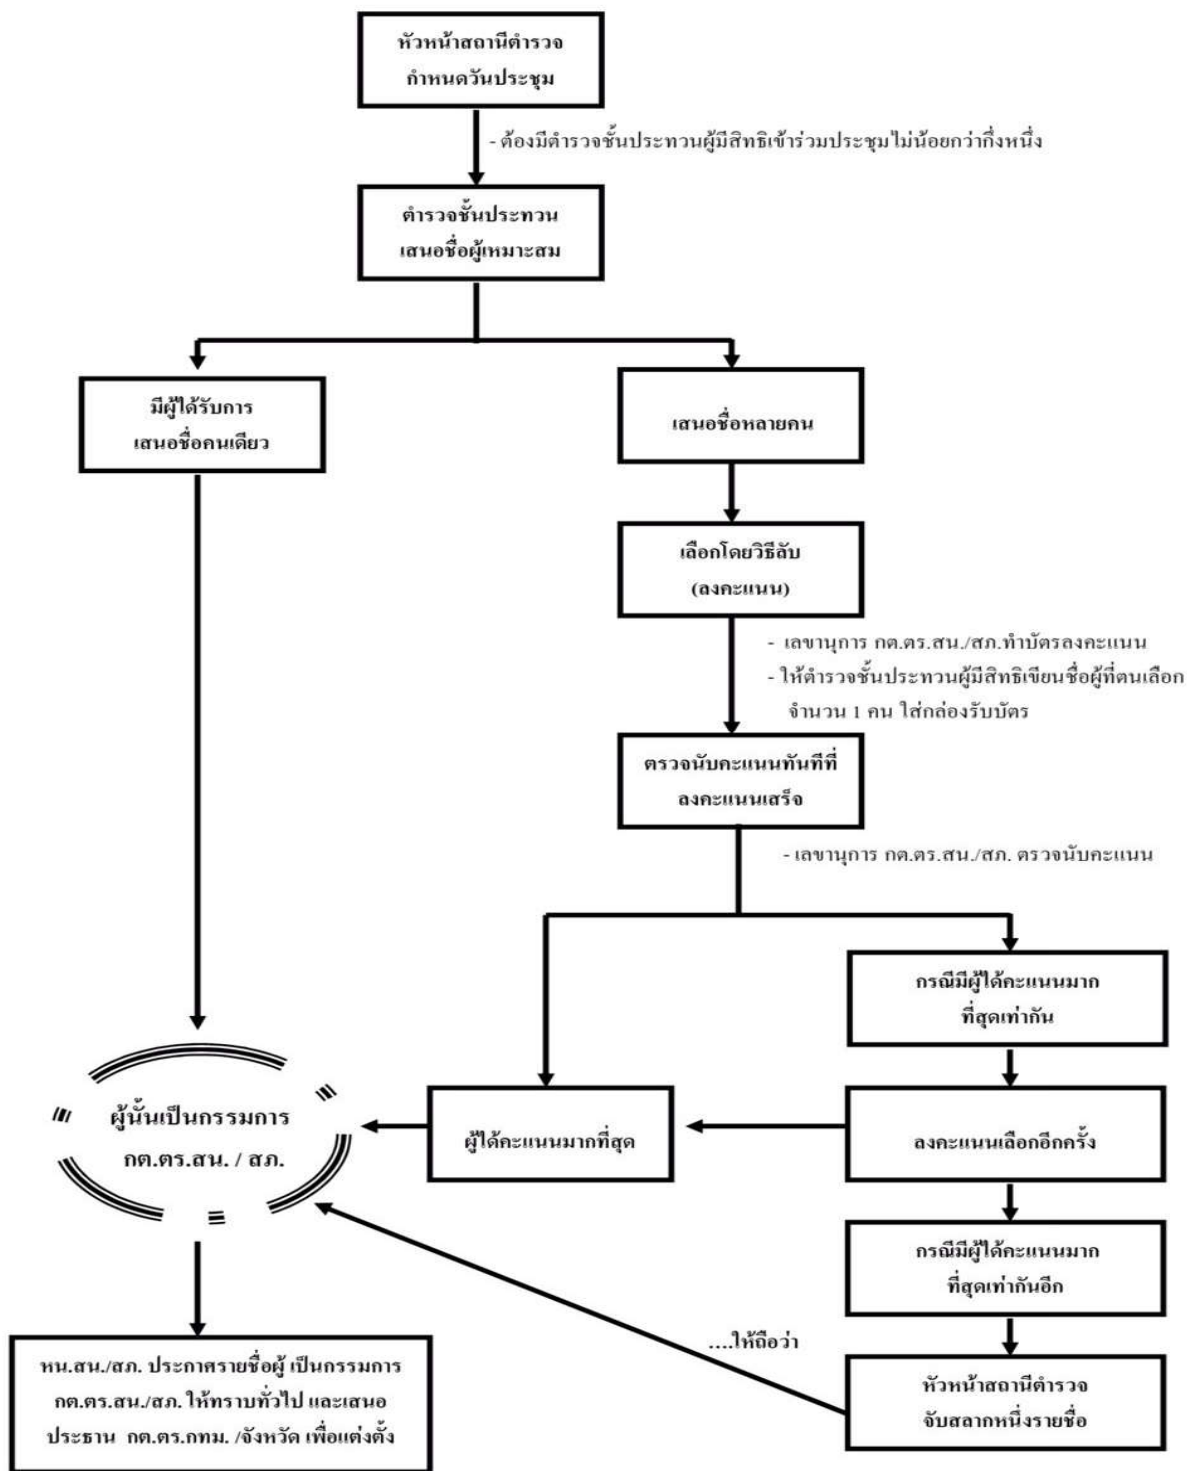 หัวหน้าสถานีตำรวจ
กำหนดวันประชุม
- ต้องมีตำรวจชั้นประทวนผู้มีสิทธิเข้าร่วมประชุมไม่น้อยกว่ากึ่งหนึ่ง
ตำรวจชั้นประทวน
เสนอชื่อผู้เหมาะสม
มีผู้ได้รับการ
เสนอชื่อคนเดียว
เสนอชื่อหลายคน
เลือกโดยวิธีลับ
(ลงคะแนน)
- เลขานุการ กต.ตร.สน./สภ.ทำบัตรลงคะแนน
- ให้ตำรวจชั้นประทวนผู้มีสิทธิเขียนชื่อผู้ที่ตนเลือก
จำนวน 1 คน ใส่กล่องรับบัตร
ตรวจนับคะแนนทันทีที่
ลงคะแนนเสร็จ
- เลขานุการ กต.ตร.สน./สภ. ตรวจนับคะแนน
กรณีมีผู้ได้คะแนนมาก
ที่สุดเท่ากัน
ผู้นั้นเป็นกรรมการ
กต.ตร.สน. / สภ.
ผู้ได้คะแนนมากที่สุด
ลงคะแนนเลือกอีกครั้ง
กรณีมีผู้ได้คะแนนมาก
ที่สุดเท่ากันอีก
....ให้ถือว่า
หัวหน้าสถานีตำรวจ
จับสลากหนึ่งรายชื่อ
หน.สน./สภ. ประกาศรายชื่อผู้ เป็นกรรมการ
กต.ตร.สน./สภ. ให้ทราบทั่วไป และเสนอ
ประธาน กต.ตร.กทม. /จังหวัด เพื่อแต่งตั้ง